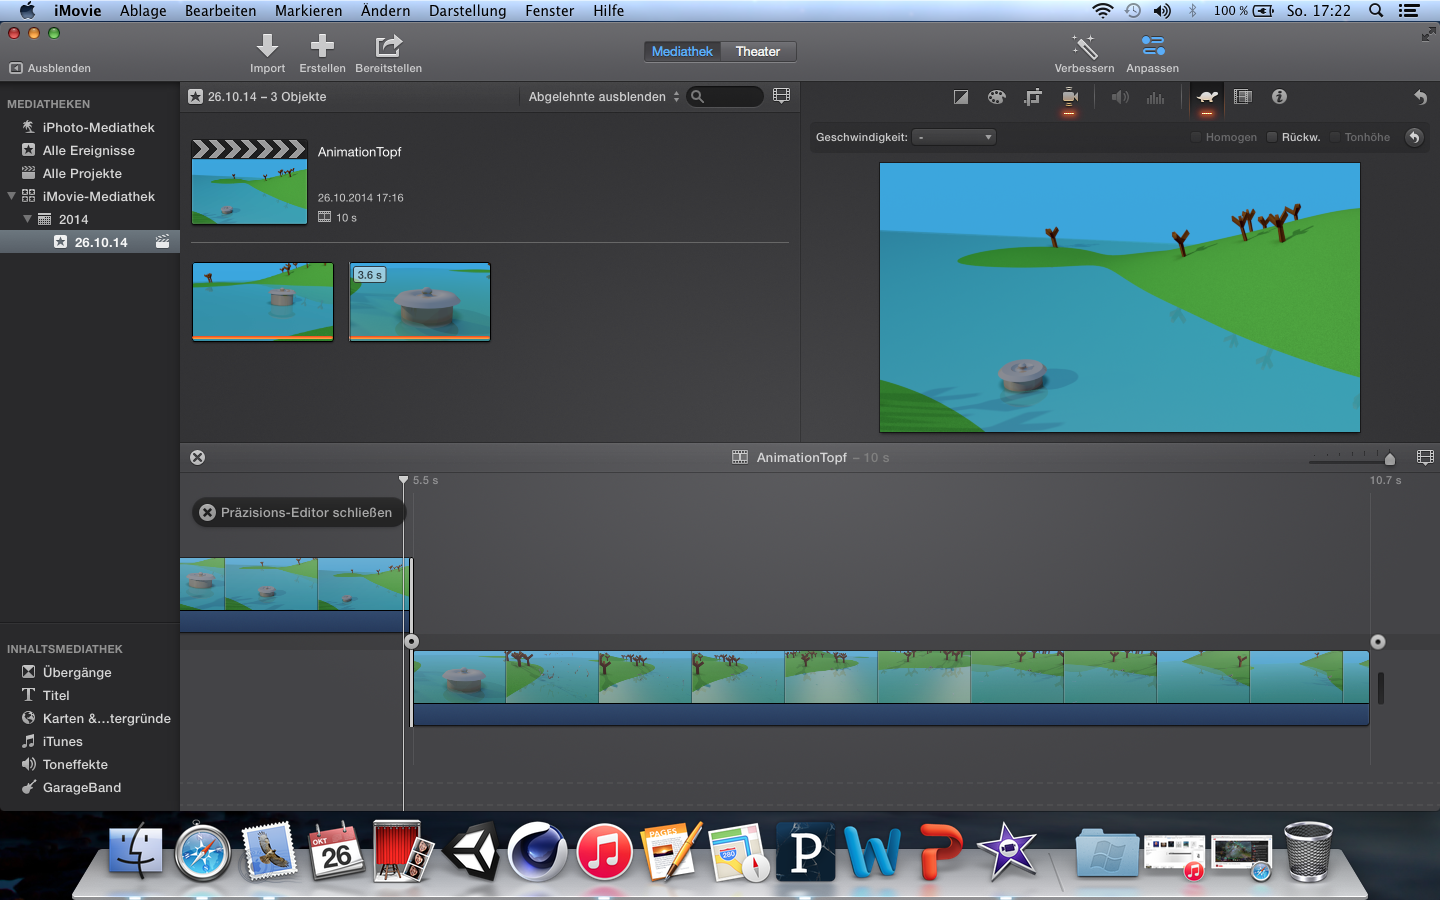 iMovie Ablage Bearbeiten Markieren Ändern Darstellung Fenster Hilfe 100 % So. 17:22
Ausblenden Import Erstellen Bereitstellen Mediathek Theater Verbessern Anpassen
MEDIATHEKEN
iPhoto-Mediathek
Alle Ereignisse
Alle Projekte
iMovie-Mediathek
2014
26.10.14
26.10.14 – 3 Objekte Abgelehnte ausblenden
AnimationTopf
26.10.2014 17:16
10 s
3.6 s
Geschwindigkeit: - Homogen Rückw. Tonhöhe
AnimationTopf – 10 s
5.5 s 10.7 s
Präzisions-Editor schließen
INHALTSMEDIATHEK
Übergänge
Titel
Karten &...tergründe
iTunes
Toneffekte
GarageBand
OKT
26
PAGES
280
P
W
P